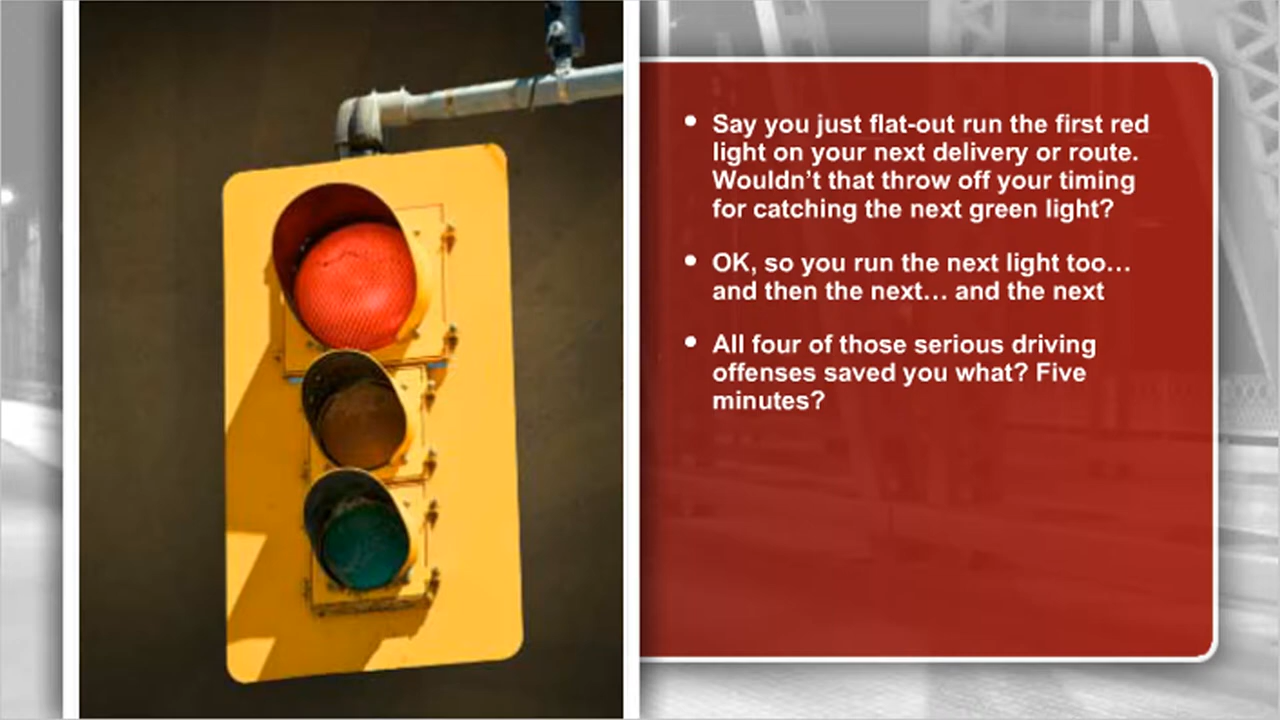 • Say you just flat-out run the first red
light on your next delivery or route.
Wouldn’t that throw off your timing
for catching the next green light?
• OK, so you run the next light too…
and then the next… and the next
• All four of those serious driving
offenses saved you what? Five
minutes?